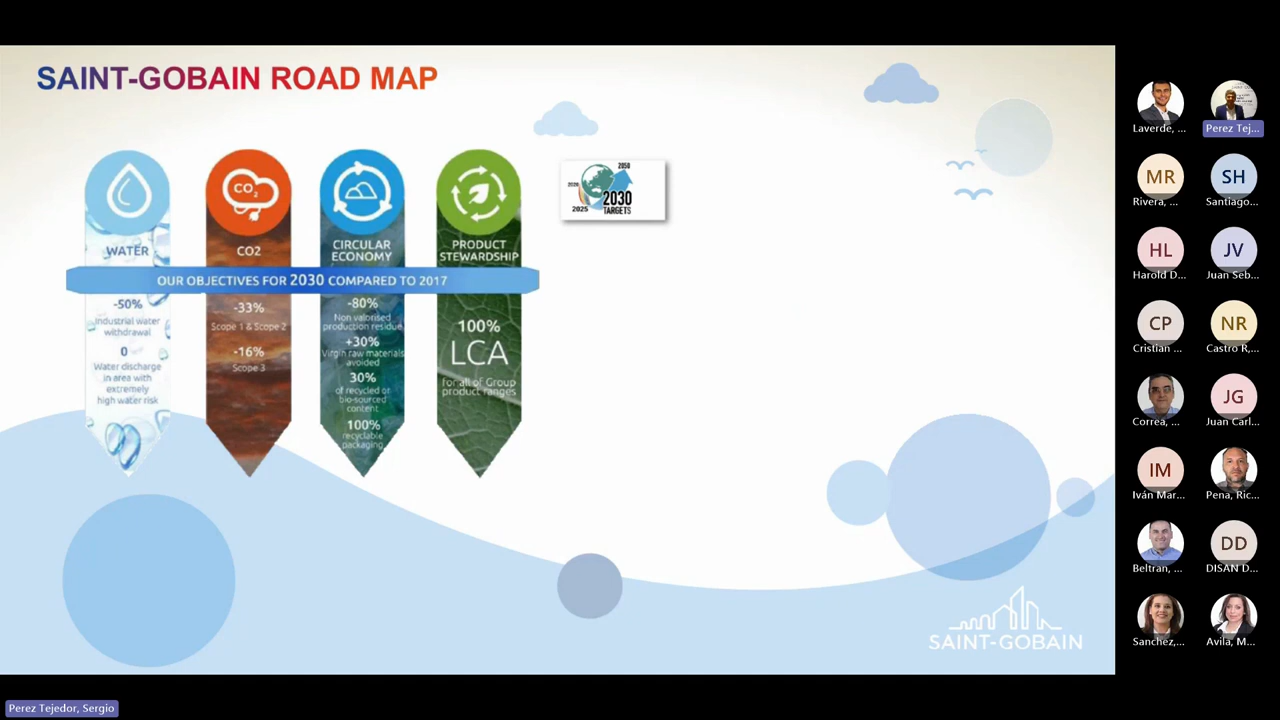 SAINT-GOBAIN ROAD MAP
WATER
CO₂
CO2
CIRCULAR
ECONOMY
PRODUCT
STEWARDSHIP
OUR OBJECTIVES FOR 2030 COMPARED TO 2017
-50%
Industrial water
withdrawal
0
Water discharge
in area with
extremely
high water risk
-33%
Scope 1 & Scope 2
-16%
Scope 3
-80%
Non valorised
production residue
+30%
Virgin raw materials
avoided
30%
of recycled or
bio-sourced
content
100%
recyclable
packaging
100%
LCA
for all of Group
product ranges
2050
2025
2030
TARGETS
SAINT-GOBAIN
Laverde, ...
Perez Tej...
MR
Rivera, ...
SH
Santiago...
HL
Harold D...
JV
Juan Seb...
CP
Cristian ...
NR
Castro R,...
Correa, ...
JG
Juan Carl...
IM
Iván Mar...
Pena, Ric...
Beltran, ...
DD
DISAN D...
Sanchez,...
Avila, M...
Perez Tejedor, Sergio